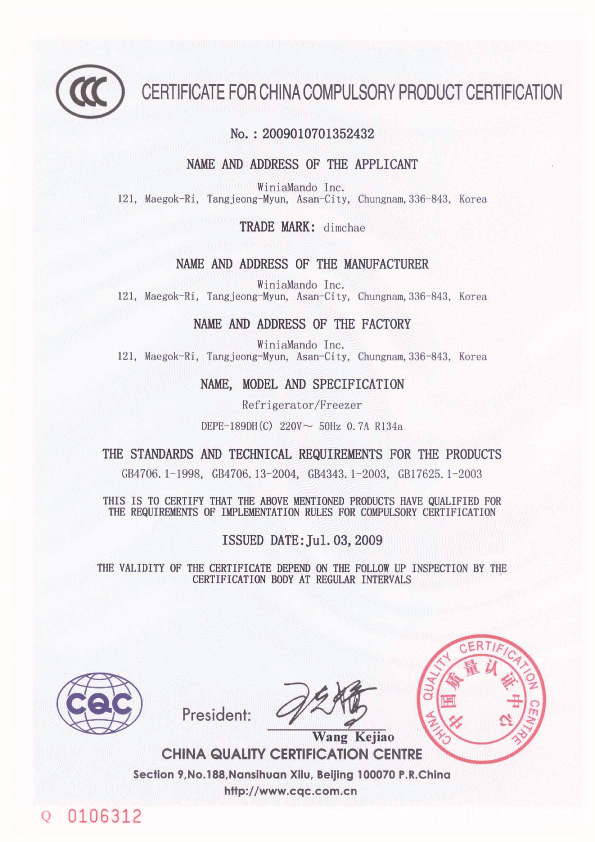 CCC
CERTIFICATE FOR CHINA COMPULSORY PRODUCT CERTIFICATION
No. : 2009010701352432
NAME AND ADDRESS OF THE APPLICANT
WiniaMando Inc.
121, Maegok-Ri, Tangjeong-Myun, Asan-City, Chungnam,336-843, Korea
TRADE MARK: dimchae
NAME AND ADDRESS OF THE MANUFACTURER
WiniaMando Inc.
121, Maegok-Ri, Tangjeong-Myun, Asan-City, Chungnam,336-843, Korea
NAME AND ADDRESS OF THE FACTORY
WiniaMando Inc.
121, Maegok-Ri, Tangjeong-Myun, Asan-City, Chungnam,336-843, Korea
NAME, MODEL AND SPECIFICATION
Refrigerator/Freezer
DEPE-189DH(C) 220V~ 50Hz 0.7A R134a
THE STANDARDS AND TECHNICAL REQUIREMENTS FOR THE PRODUCTS
GB4706.1-1998, GB4706.13-2004, GB4343.1-2003, GB17625.1-2003
THIS IS TO CERTIFY THAT THE ABOVE MENTIONED PRODUCTS HAVE QUALIFIED FOR
THE REQUIREMENTS OF IMPLEMENTATION RULES FOR COMPULSORY CERTIFICATION
ISSUED DATE:Jul.03,2009
THE VALIDITY OF THE CERTIFICATE DEPEND ON THE FOLLOW UP INSPECTION BY THE
CERTIFICATION BODY AT REGULAR INTERVALS
CQC
President:
Wang Kejiao
CHINA QUALITY CERTIFICATION CENTRE
中国质量认证中心
CHINA QUALITY CERTIFICATION CENTRE
Section 9,No.188,Nansihuan Xilu, Beijing 100070 P.R.China
http://www.cqc.com.cn
Q 0106312